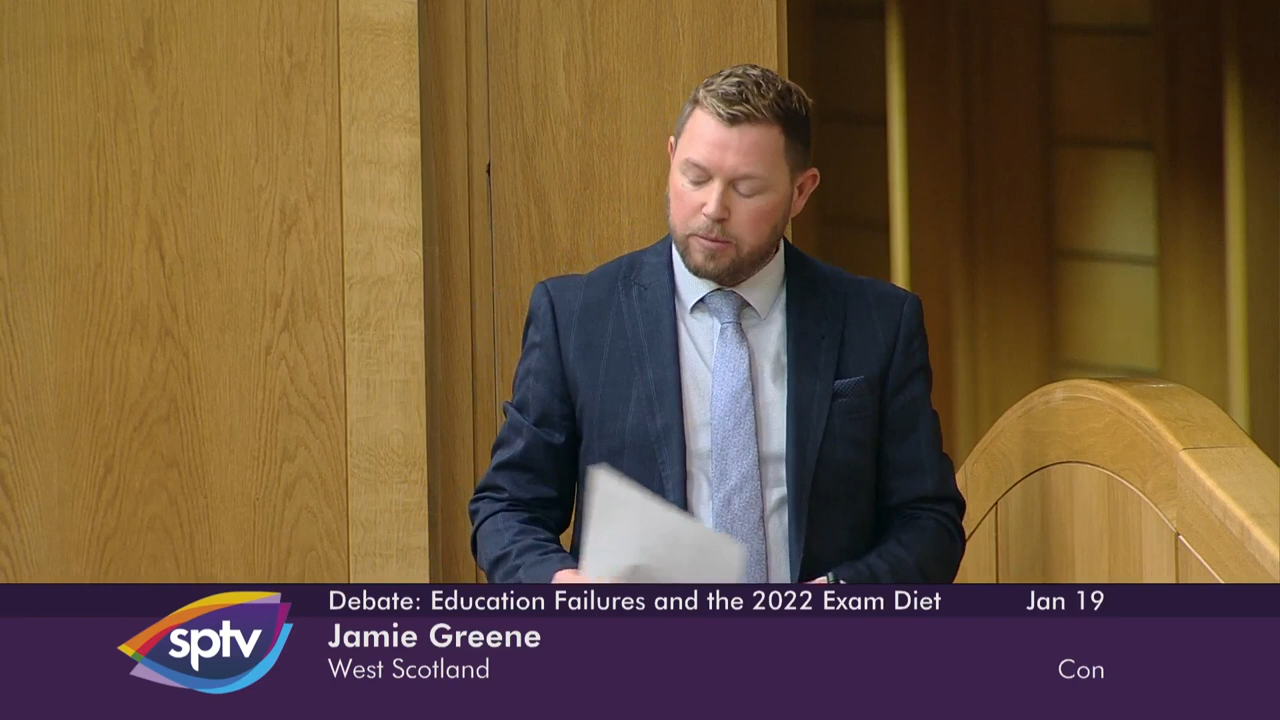 Debate: Education Failures and the 2022 Exam Diet Jan 19
sptv Jamie Greene
West Scotland Con